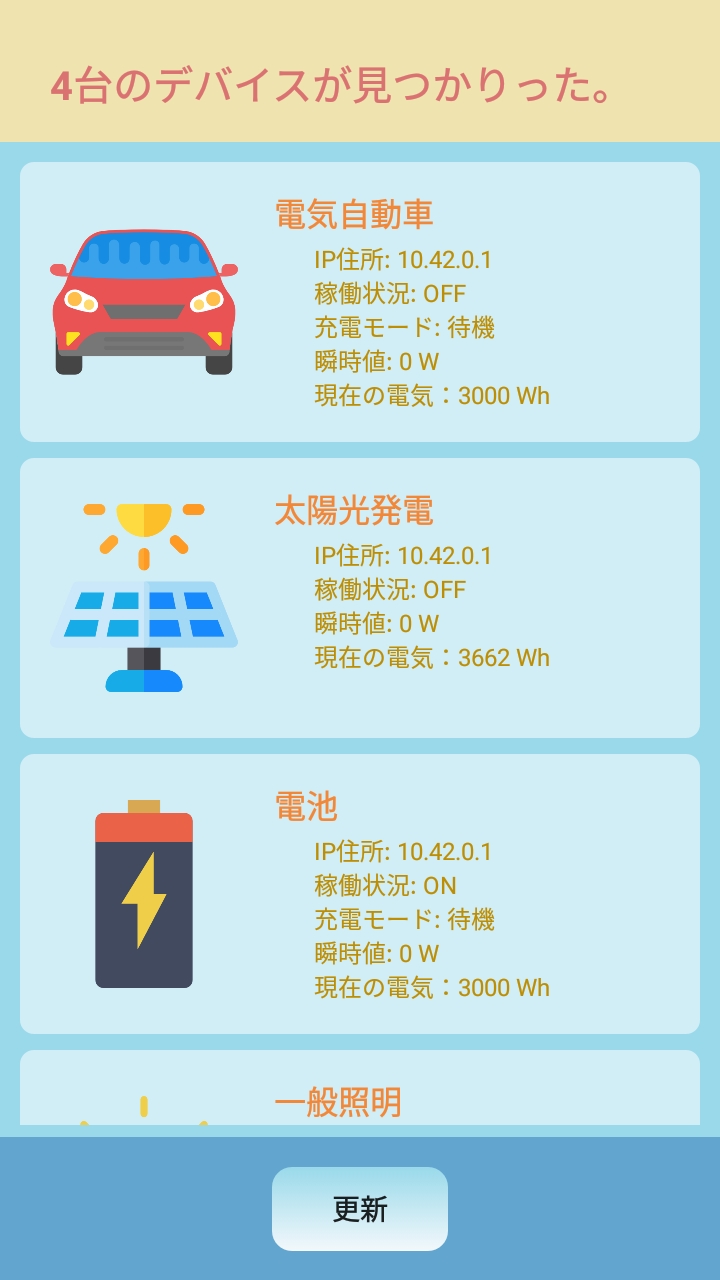 4台のデバイスが見つかりった。
電気自動車
IP住所: 10.42.0.1
稼働状況: OFF
充電モード: 待機
瞬時値: 0 W
現在の電気：3000 Wh
太陽光発電
IP住所: 10.42.0.1
稼働状況: OFF
瞬時値: 0 W
現在の電気：3662 Wh
電池
IP住所: 10.42.0.1
稼働状況: ON
充電モード: 待機
瞬時値: 0 W
現在の電気：3000 Wh
一般照明
更新